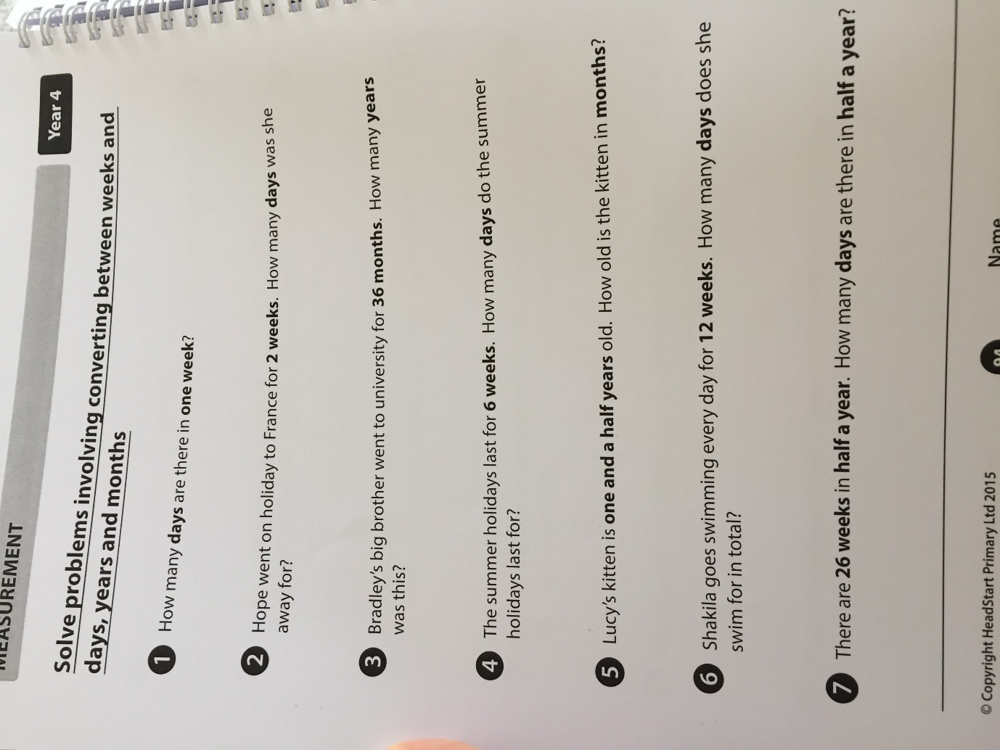 MEASUREMENT
Year 4
Solve problems involving converting between weeks and
days, years and months
1 How many days are there in one week?
2 Hope went on holiday to France for 2 weeks. How many days was she
away for?
3 Bradley's big brother went to university for 36 months. How many years
was this?
4 The summer holidays last for 6 weeks. How many days do the summer
holidays last for?
5 Lucy's kitten is one and a half years old. How old is the kitten in months?
6 Shakila goes swimming every day for 12 weeks. How many days does she
swim for in total?
7 There are 26 weeks in half a year. How many days are there in half a year?
© Copyright HeadStart Primary Ltd 2015
Name